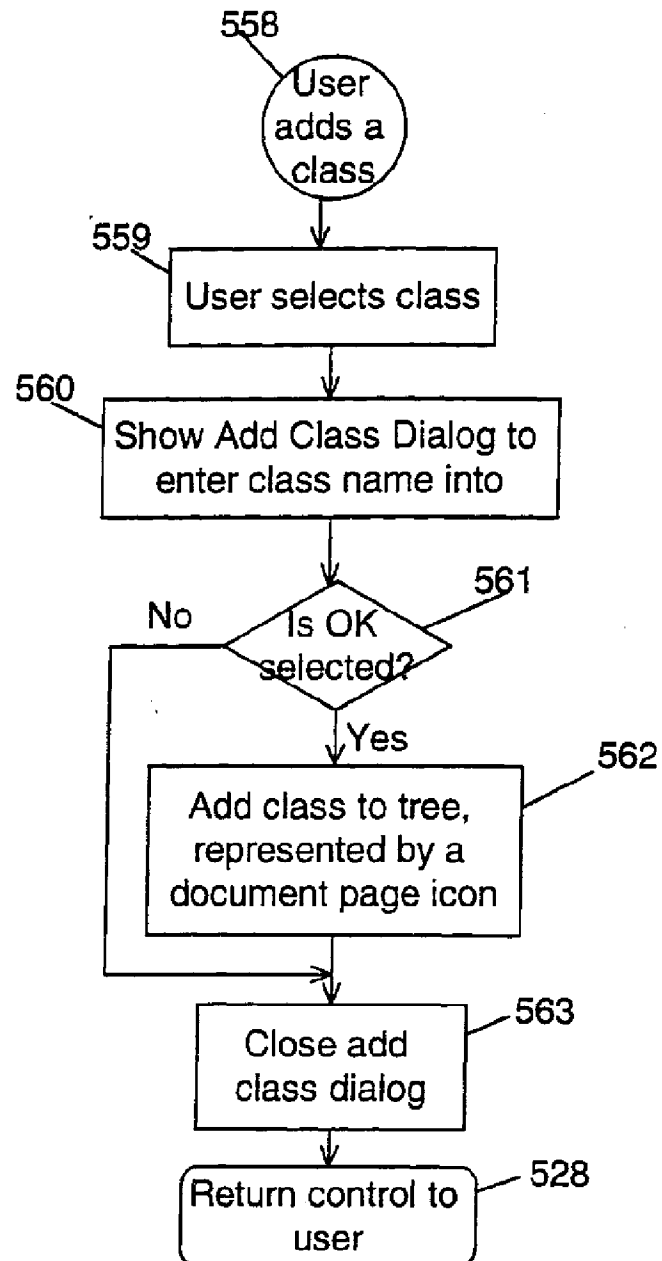 558
User
adds a
class
559
User selects class
560
Show Add Class Dialog to
enter class name into
561
No
Is OK
selected?
Yes
562
Add class to tree,
represented by a
document page icon
563
Close add
class dialog
528
Return control to
user